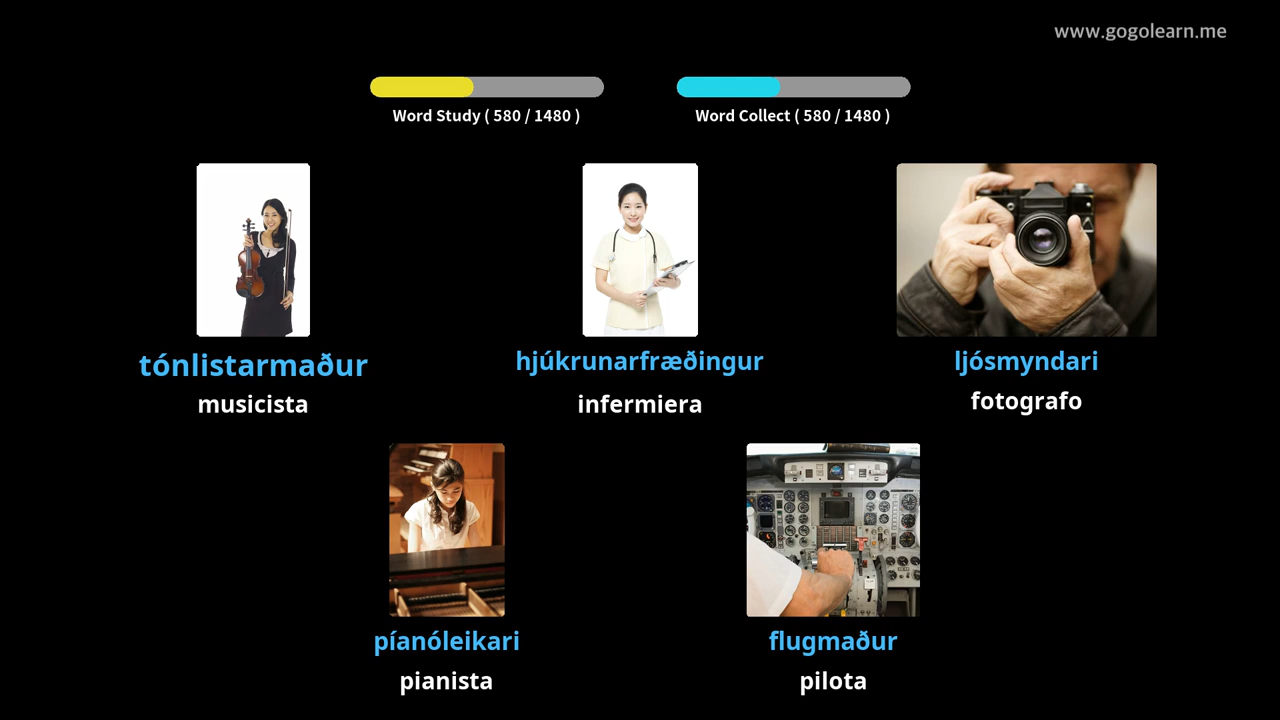 www.gogolearn.me
Word Study ( 580 / 1480 )
Word Collect ( 580 / 1480 )
tónlistarmaður
musicista
hjúkrunarfræðingur
infermiera
ljósmyndari
fotografo
píanóleikari
pianista
flugmaður
pilota